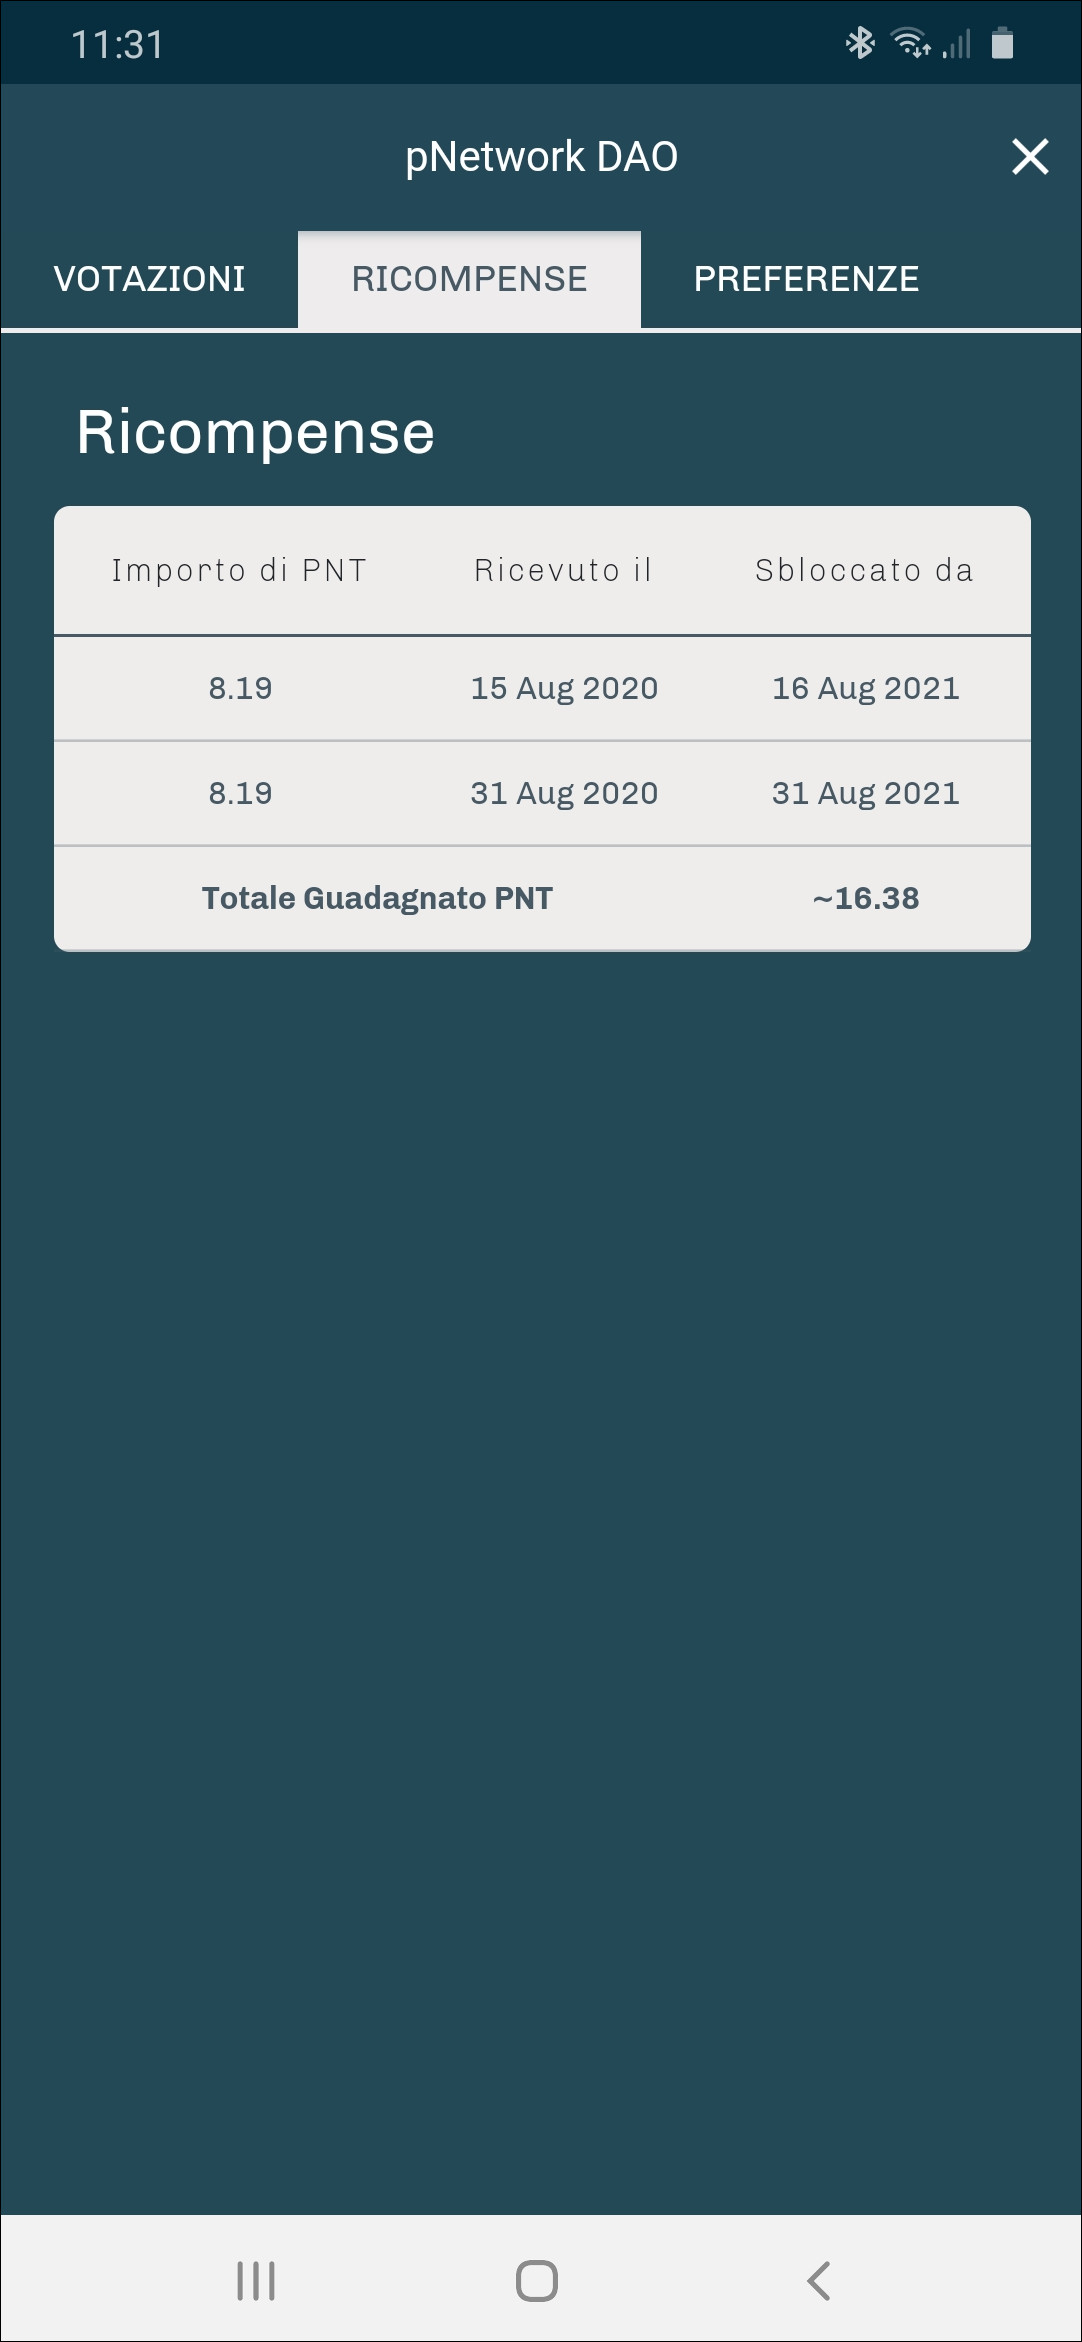 11:31
pNetwork DAO
VOTAZIONI RICOMPENSE PREFERENZE
Ricompense
Importo di PNT Ricevuto il Sbloccato da
8.19 15 Aug 2020 16 Aug 2021
8.19 31 Aug 2020 31 Aug 2021
Totale Guadagnato PNT ~16.38